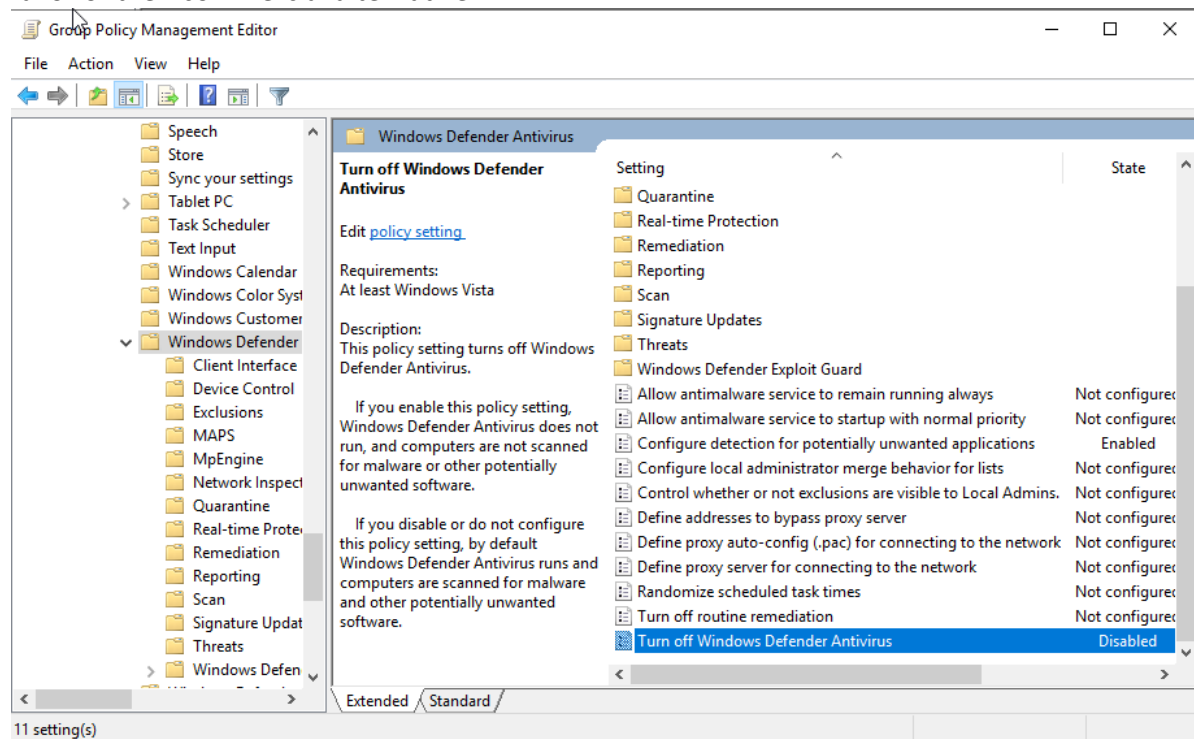 Group Policy Management Editor
File Action View Help
Speech
Store
Sync your settings
Tablet PC
Task Scheduler
Text Input
Windows Calendar
Windows Color Syst
Windows Customer
Windows Defender
Client Interface
Device Control
Exclusions
MAPS
MpEngine
Network Inspect
Quarantine
Real-time Prote
Remediation
Reporting
Scan
Signature Updat
Threats
Windows Defen
Windows Defender Antivirus
Turn off Windows Defender
Antivirus
Edit policy setting
Requirements:
At least Windows Vista
Description:
This policy setting turns off Windows
Defender Antivirus.
If you enable this policy setting,
Windows Defender Antivirus does not
run, and computers are not scanned
for malware or other potentially
unwanted software.
If you disable or do not configure
this policy setting, by default
Windows Defender Antivirus runs and
computers are scanned for malware
and other potentially unwanted
software.
Setting State
Quarantine
Real-time Protection
Remediation
Reporting
Scan
Signature Updates
Threats
Windows Defender Exploit Guard
Allow antimalware service to remain running always Not configured
Allow antimalware service to startup with normal priority Not configured
Configure detection for potentially unwanted applications Enabled
Configure local administrator merge behavior for lists Not configured
Control whether or not exclusions are visible to Local Admins. Not configured
Define addresses to bypass proxy server Not configured
Define proxy auto-config (.pac) for connecting to the network Not configured
Define proxy server for connecting to the network Not configured
Randomize scheduled task times Not configured
Turn off routine remediation Not configured
Turn off Windows Defender Antivirus Disabled
Extended Standard
11 setting(s)